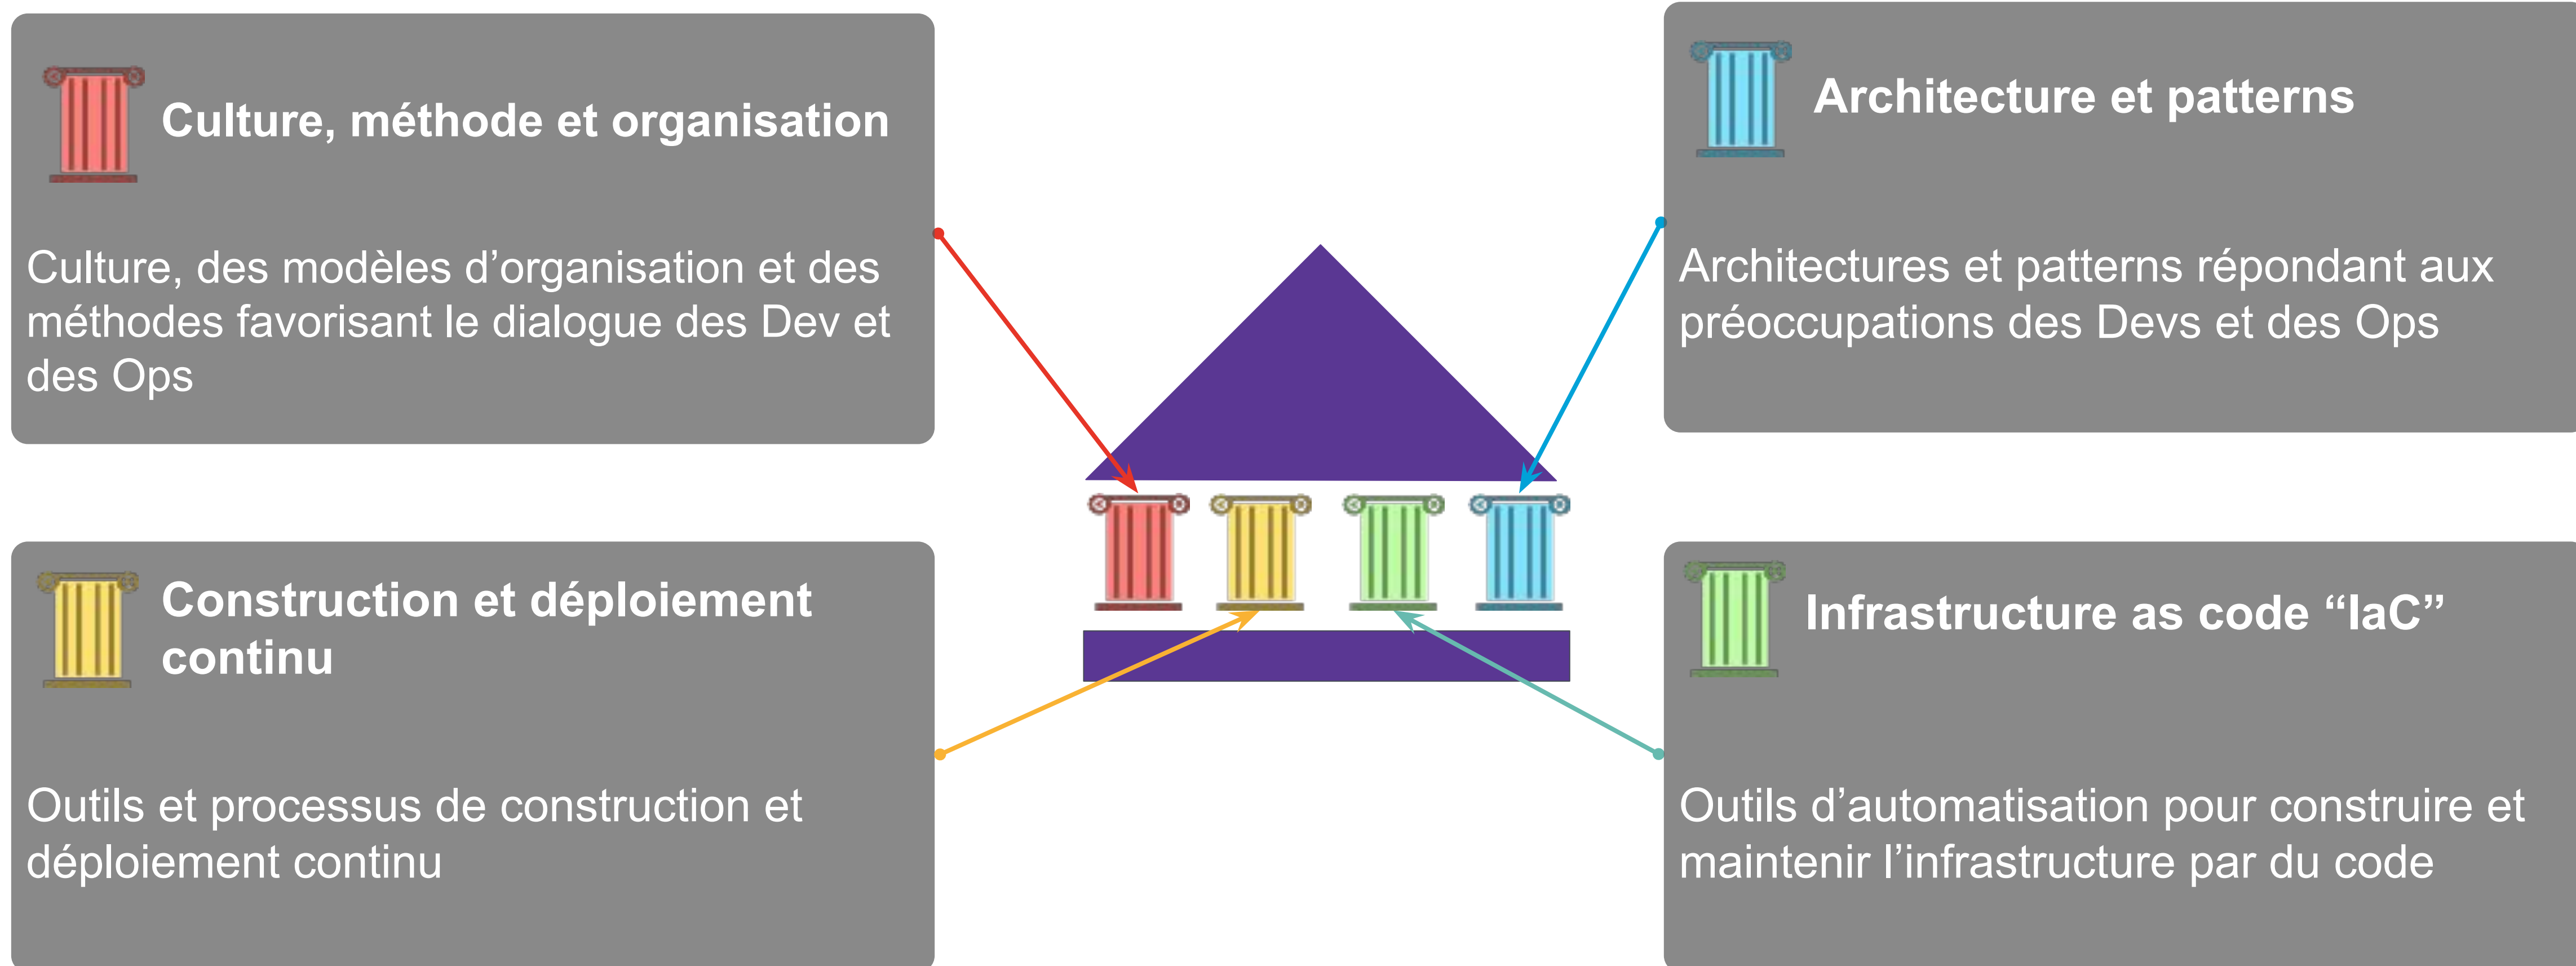 Culture, méthode et organisation
Culture, des modèles d’organisation et des
méthodes favorisant le dialogue des Dev et
des Ops
Architecture et patterns
Architectures et patterns répondant aux
préoccupations des Devs et des Ops
Construction et déploiement
continu
Outils et processus de construction et
déploiement continu
Infrastructure as code “IaC”
Outils d’automatisation pour construire et
maintenir l’infrastructure par du code